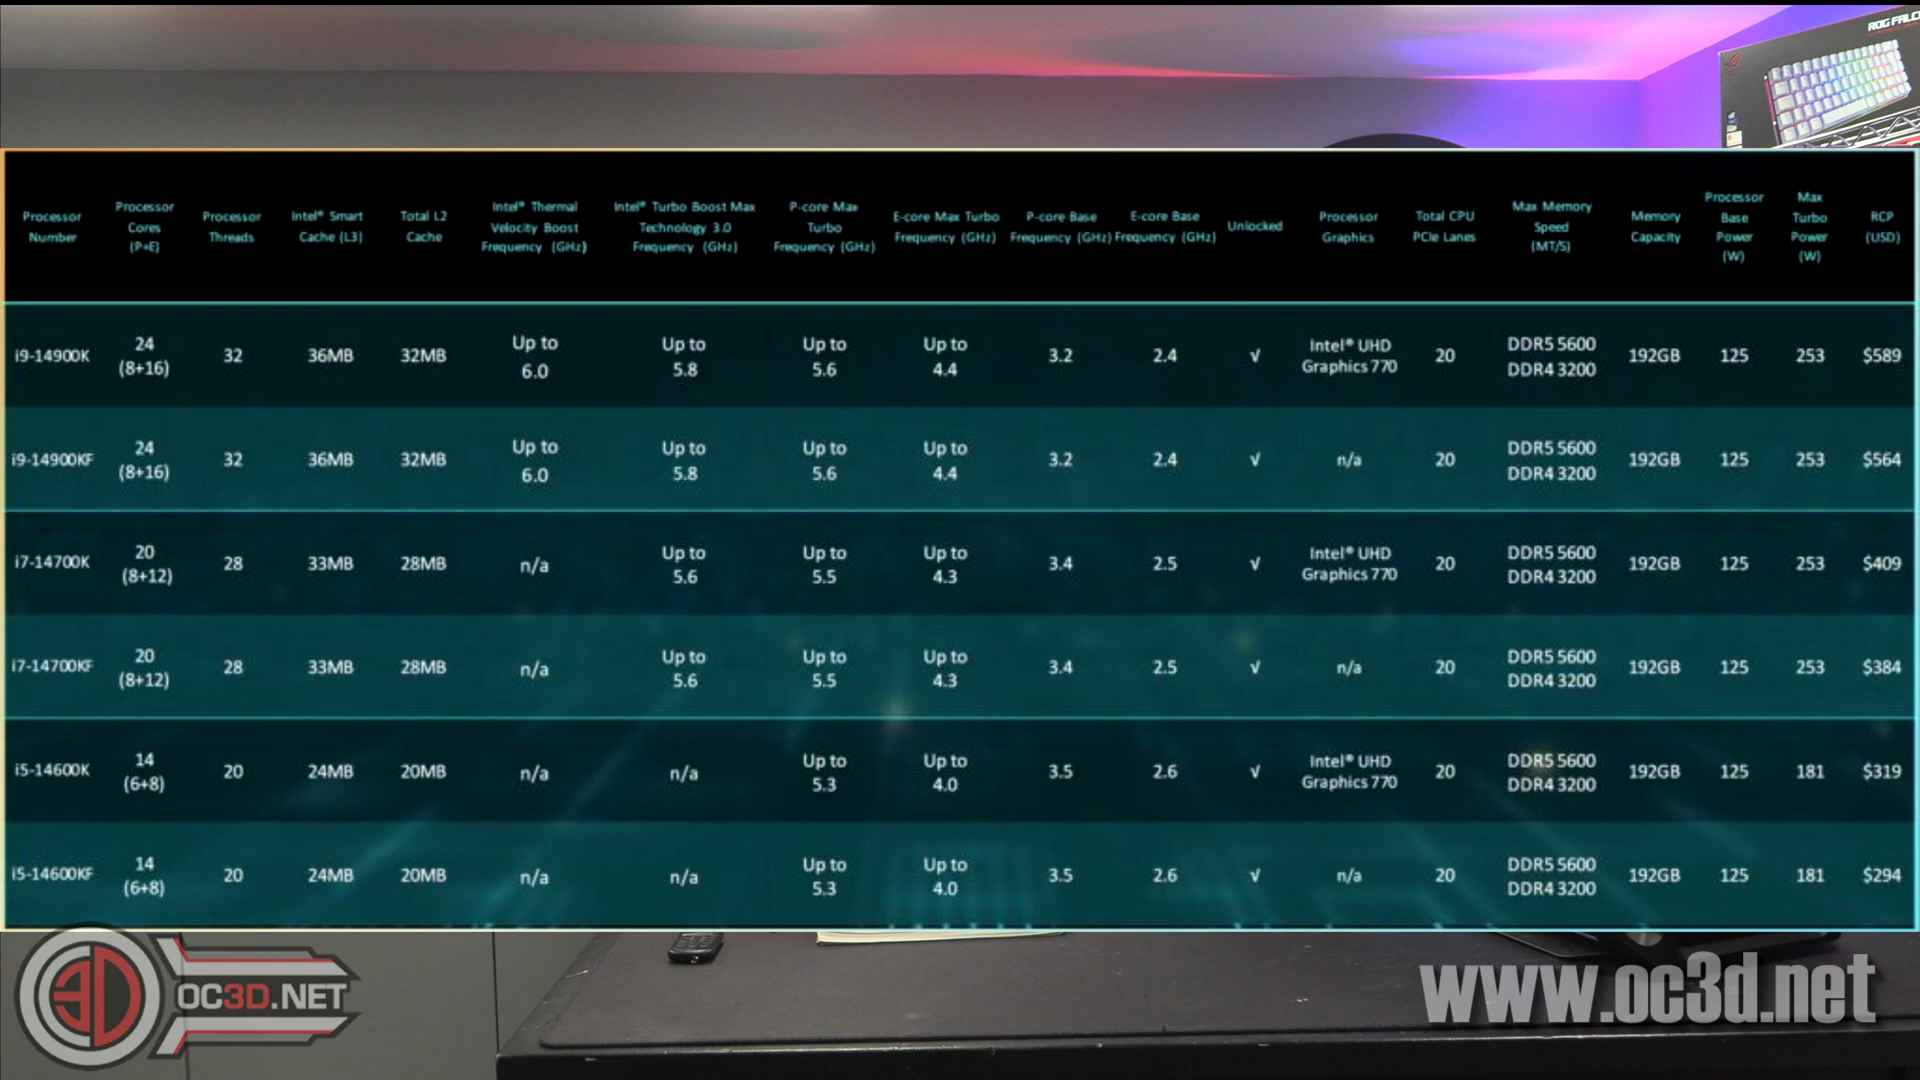 ROG FALC
Processor Number
Processor Cores (P+E)
Processor Threads
Intel® Smart Cache (L3)
Total L2 Cache
Intel® Thermal Velocity Boost Frequency (GHz)
Intel® Turbo Boost Max Technology 3.0 Frequency (GHz)
P-core Max Turbo Frequency (GHz)
E-core Max Turbo Frequency (GHz)
P-core Base Frequency (GHz)
E-core Base Frequency (GHz)
Unlocked
Processor Graphics
Total CPU PCIe Lanes
Max Memory Speed (MT/S)
Memory Capacity
Processor Base Power (W)
Max Turbo Power (W)
RCP (USD)
i9-14900K 24 (8+16) 32 36MB 32MB Up to 6.0 Up to 5.8 Up to 5.6 Up to 4.4 3.2 2.4 √ Intel® UHD Graphics 770 20 DDR5 5600 DDR4 3200 192GB 125 253 $589
i9-14900KF 24 (8+16) 32 36MB 32MB Up to 6.0 Up to 5.8 Up to 5.6 Up to 4.4 3.2 2.4 √ n/a 20 DDR5 5600 DDR4 3200 192GB 125 253 $564
i7-14700K 20 (8+12) 28 33MB 28MB n/a Up to 5.6 Up to 5.5 Up to 4.3 3.4 2.5 √ Intel® UHD Graphics 770 20 DDR5 5600 DDR4 3200 192GB 125 253 $409
i7-14700KF 20 (8+12) 28 33MB 28MB n/a Up to 5.6 Up to 5.5 Up to 4.3 3.4 2.5 √ n/a 20 DDR5 5600 DDR4 3200 192GB 125 253 $384
i5-14600K 14 (6+8) 20 24MB 20MB n/a n/a Up to 5.3 Up to 4.0 3.5 2.6 √ Intel® UHD Graphics 770 20 DDR5 5600 DDR4 3200 192GB 125 181 $319
i5-14600KF 14 (6+8) 20 24MB 20MB n/a n/a Up to 5.3 Up to 4.0 3.5 2.6 √ n/a 20 DDR5 5600 DDR4 3200 192GB 125 181 $294
3D OC3D.NET
www.oc3d.net